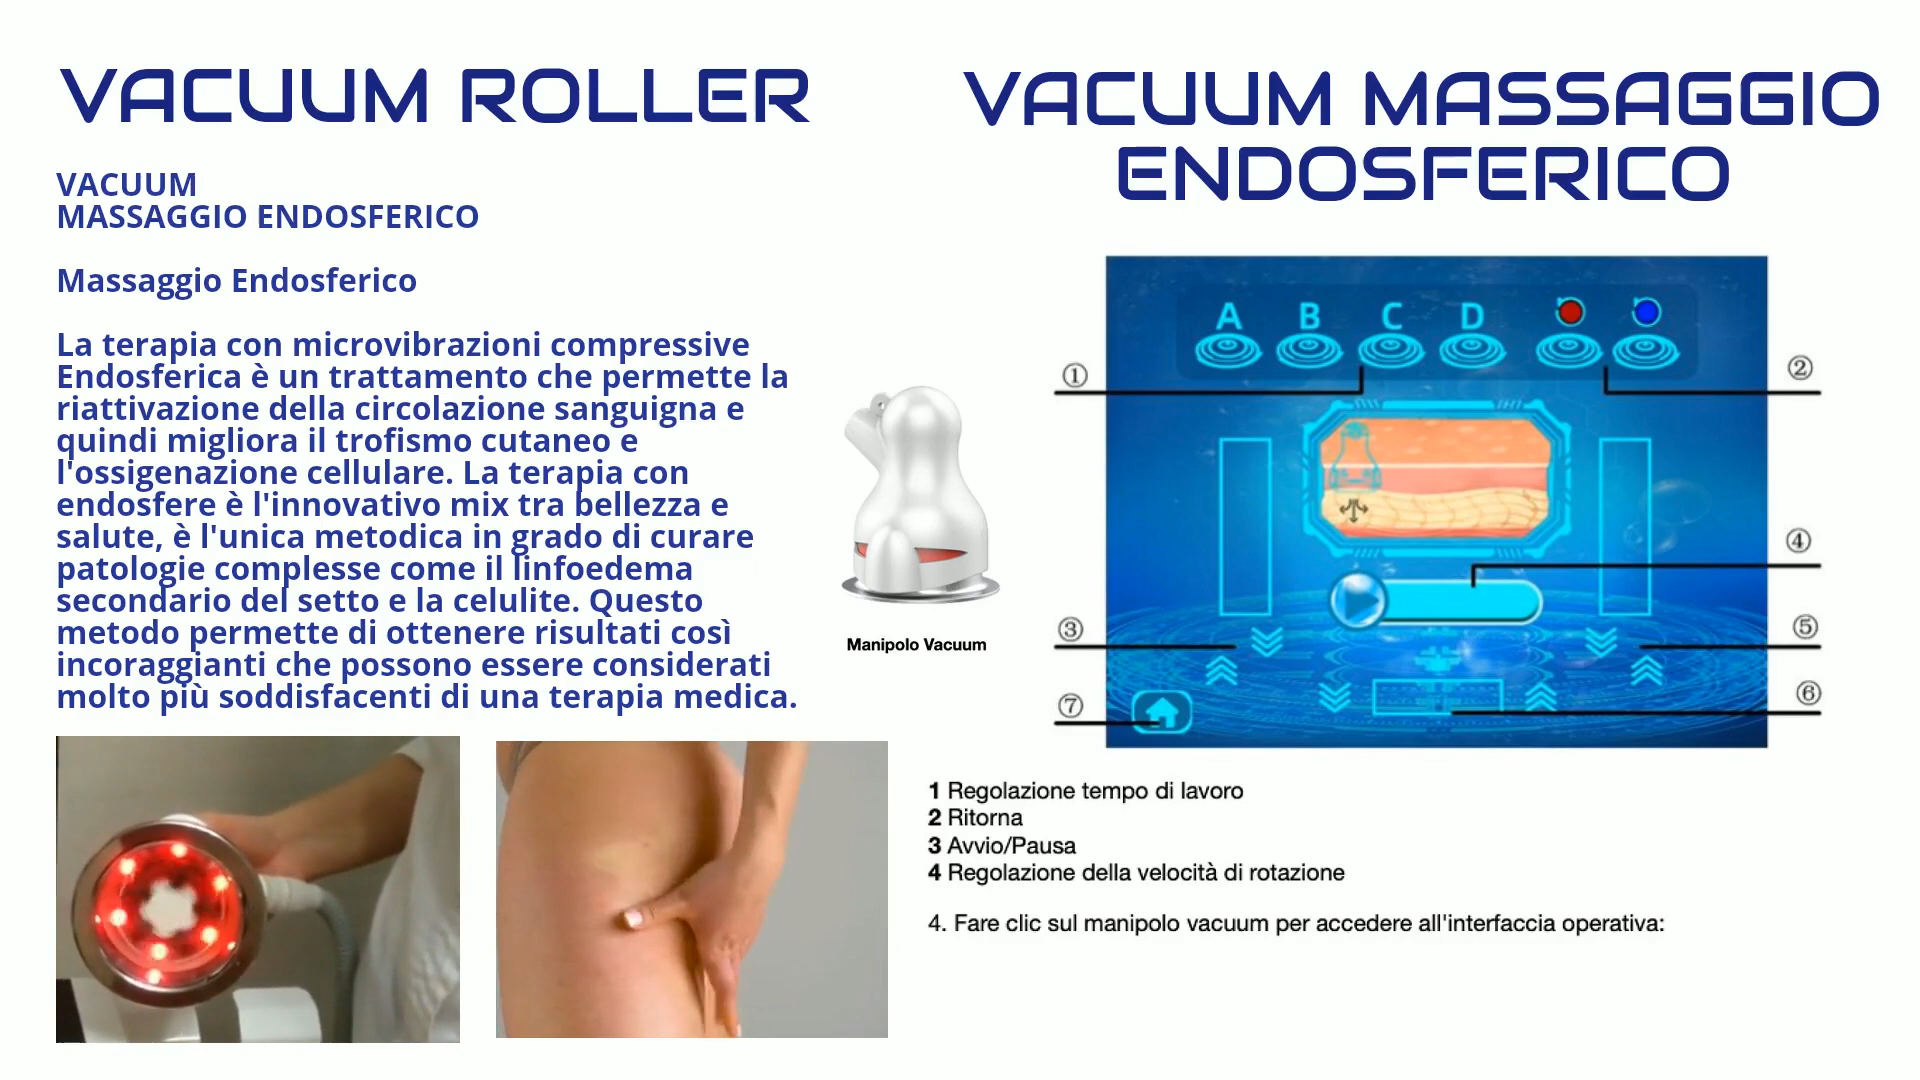 VACUUM ROLLER
VACUUM
MASSAGGIO ENDOSFERICO
Massaggio Endosferico
La terapia con microvibrazioni compressive
Endosferica è un trattamento che permette la
riattivazione della circolazione sanguigna e
quindi migliora il trofismo cutaneo e
l'ossigenazione cellulare. La terapia con
endosfere è l'innovativo mix tra bellezza e
salute, è l'unica metodica in grado di curare
patologie complesse come il linfoedema
secondario del setto e la celulite. Questo
metodo permette di ottenere risultati così
incoraggianti che possono essere considerati
molto più soddisfacenti di una terapia medica.
Manipolo Vacuum
VACUUM MASSAGGIO
ENDOSFERICO
A B C D
①
②
④
③
⑤
⑥
⑦
1 Regolazione tempo di lavoro
2 Ritorna
3 Avvio/Pausa
4 Regolazione della velocità di rotazione
4. Fare clic sul manipolo vacuum per accedere all'interfaccia operativa: